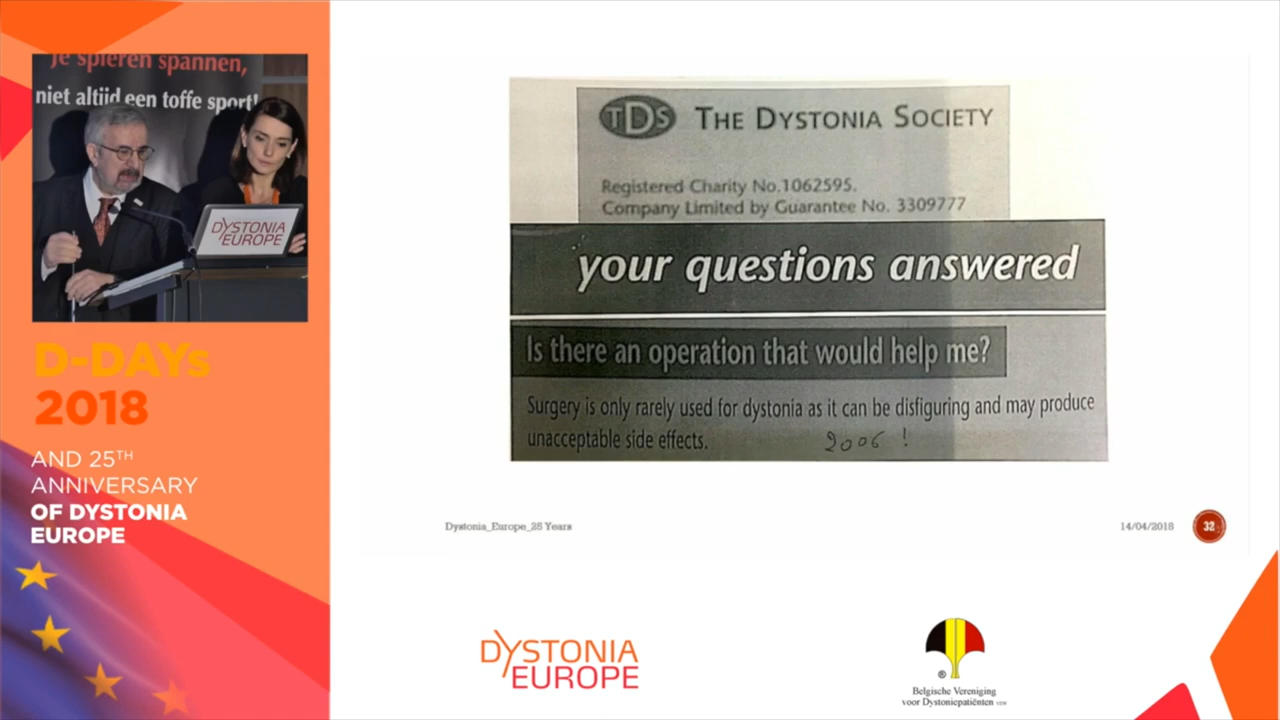 Je spieren spannen,
niet altijd een toffe sport!
DYSTONIA
EUROPE
D-DAYs
2018
AND 25TH
ANNIVERSARY
OF DYSTONIA
EUROPE
TDS THE DYSTONIA SOCIETY
Registered Charity No.1062595.
Company Limited by Guarantee No. 3309777
your questions answered
Is there an operation that would help me?
Surgery is only rarely used for dystonia as it can be disfiguring and may produce
unacceptable side effects. 2006 !
Dystonia_Europe_25 Years
14/04/2018
32
DYSTONIA
EUROPE
®
Belgische Vereniging
voor Dystoniepatiënten vzw